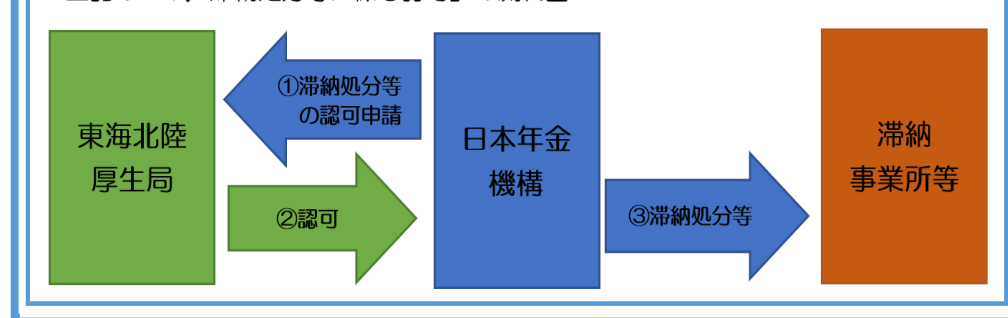 東海北陸
厚生局
①滞納処分等
の認可申請
②認可
日本年金
機構
③滞納処分等
滞納
事業所等